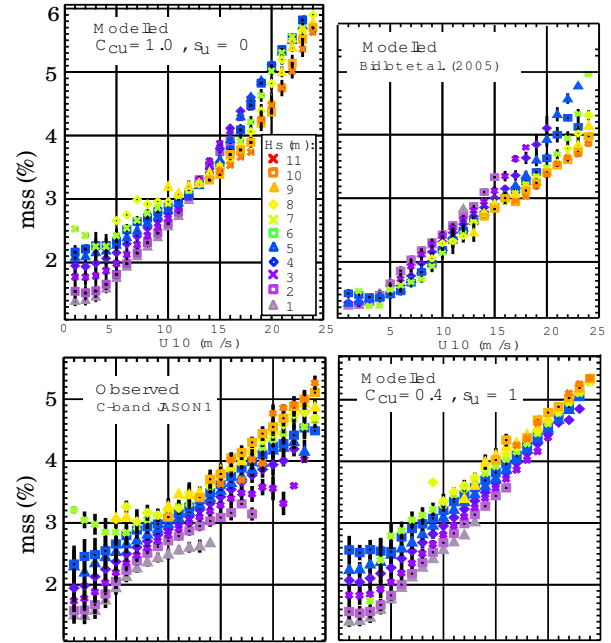 6
5
4
3
2
mss (%)
Modelled
Ccu=1.0 , su = 0
Hs(m):
11
10
9
8
7
6
5
4
3
2
1
0 5 10 15 20 25
U10 (m/s)
Modelled
Bidlot et al. (2005)
0 5 10 15 20 25
U10 (m/s)
5
4
3
2
mss (%)
Observed
C-band JASON1
Modelled
Ccu=0.4 , su = 1